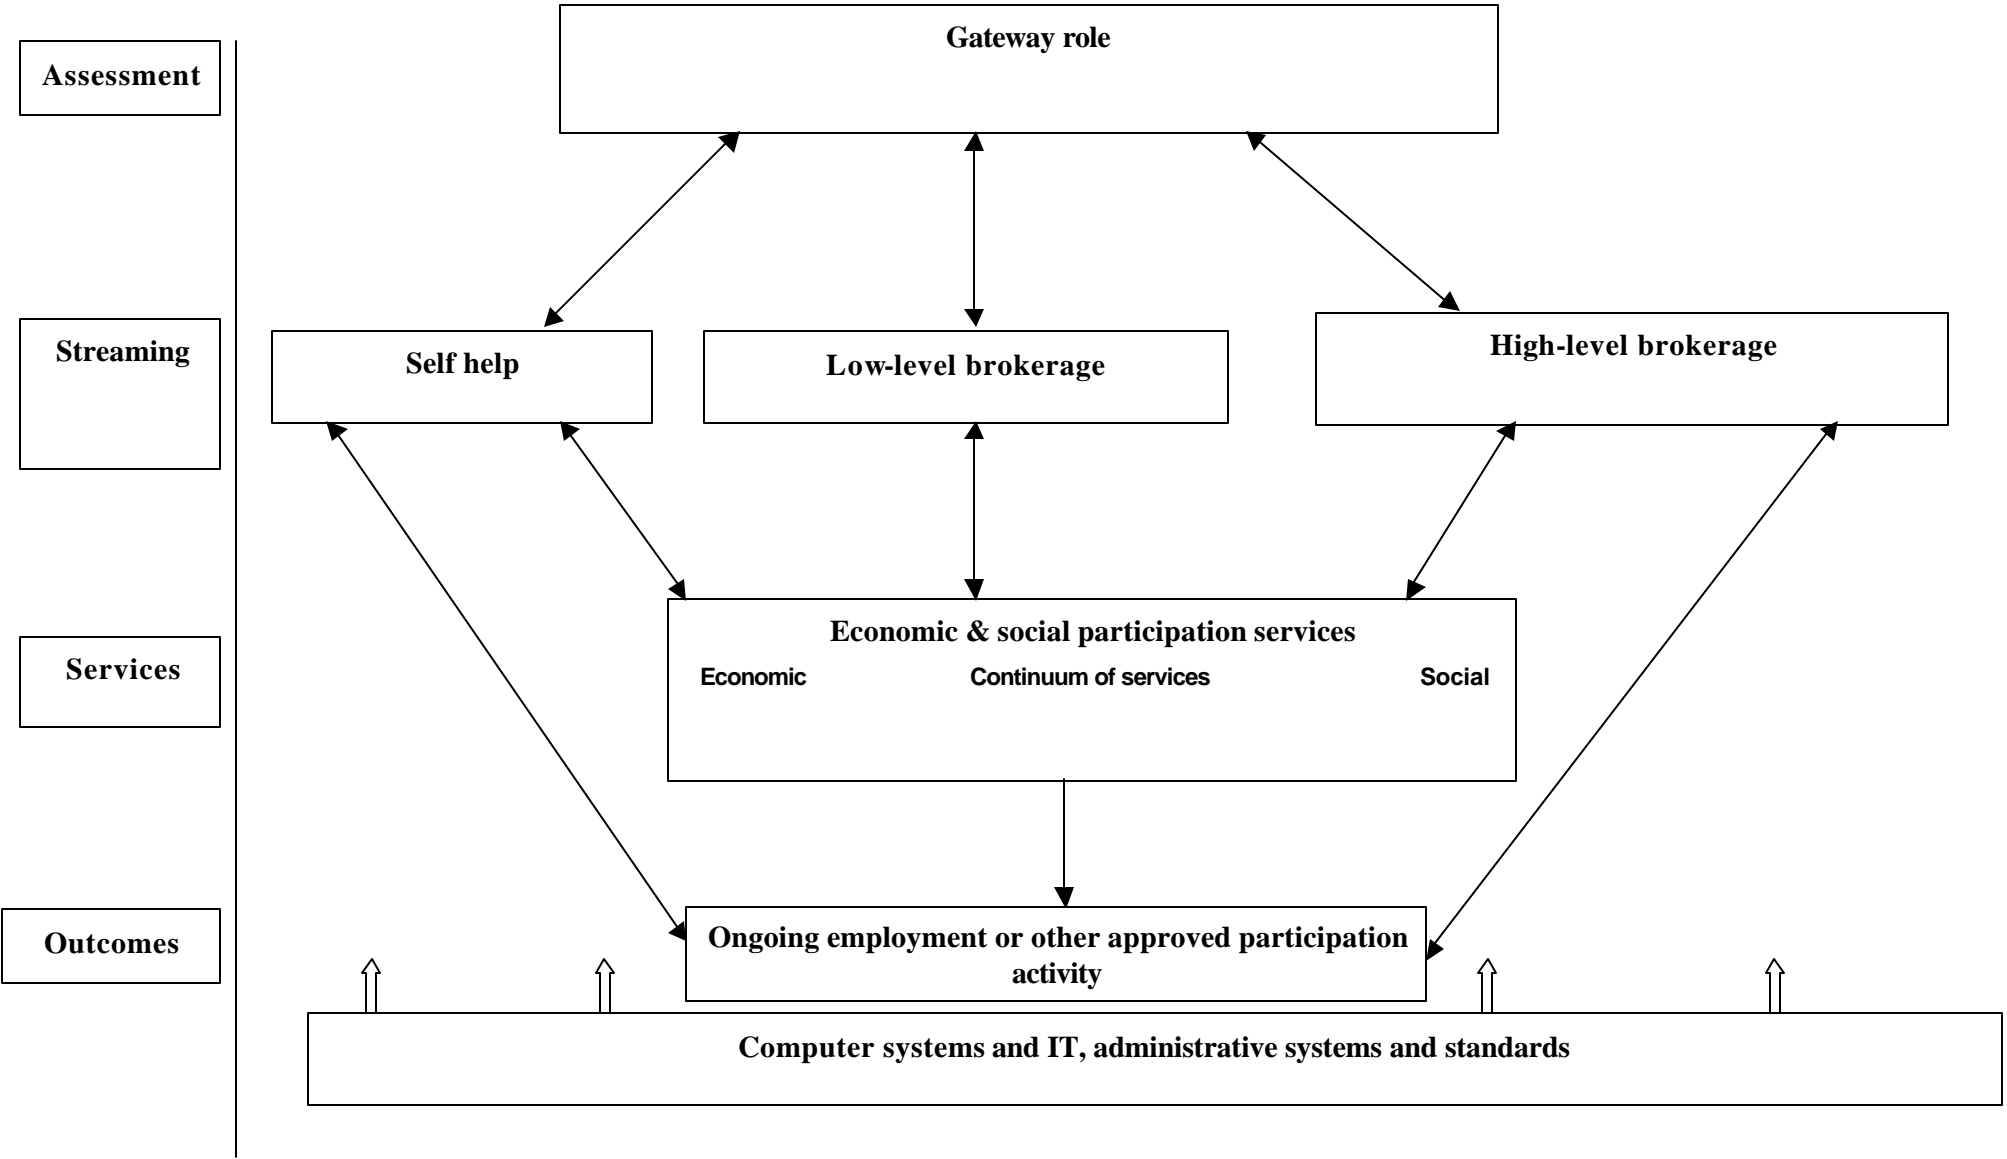 Gateway role
Assessment
Streaming
Self help
Low-level brokerage
High-level brokerage
Economic & social participation services
Economic Continuum of services Social
Services
Ongoing employment or other approved participation
activity
Outcomes
Computer systems and IT, administrative systems and standards